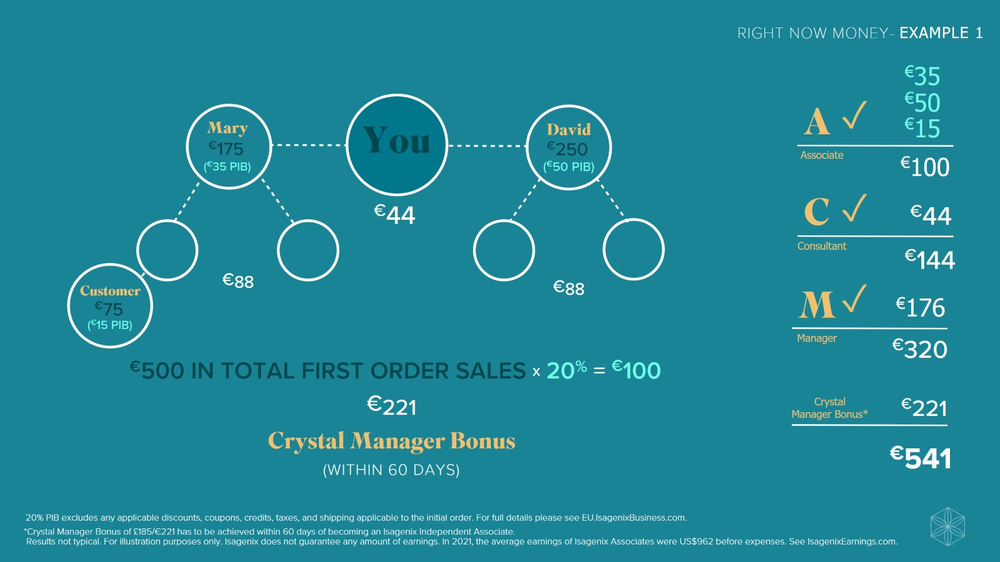 RIGHT NOW MONEY- EXAMPLE 1
Mary
€175
(€35 PIB)
You
€44
David
€250
(€50 PIB)
€88
€88
Customer
€75
(€15 PIB)
€500 IN TOTAL FIRST ORDER SALES x 20% = €100
€221
Crystal Manager Bonus
(WITHIN 60 DAYS)
€35
€50
€15
A ✓
Associate
€100
C ✓ €44
Consultant
€144
M ✓ €176
Manager
€320
Crystal
Manager Bonus* €221
€541
20% PIB excludes any applicable discounts, coupons, credits, taxes, and shipping applicable to the initial order. For full details please see EU.IsagenixBusiness.com.
*Crystal Manager Bonus of £185/€221 has to be achieved within 60 days of becoming an Isagenix Independent Associate.
Results not typical. For illustration purposes only. Isagenix does not guarantee any amount of earnings. In 2021, the average earnings of Isagenix Associates were US$962 before expenses. See IsagenixEarnings.com.